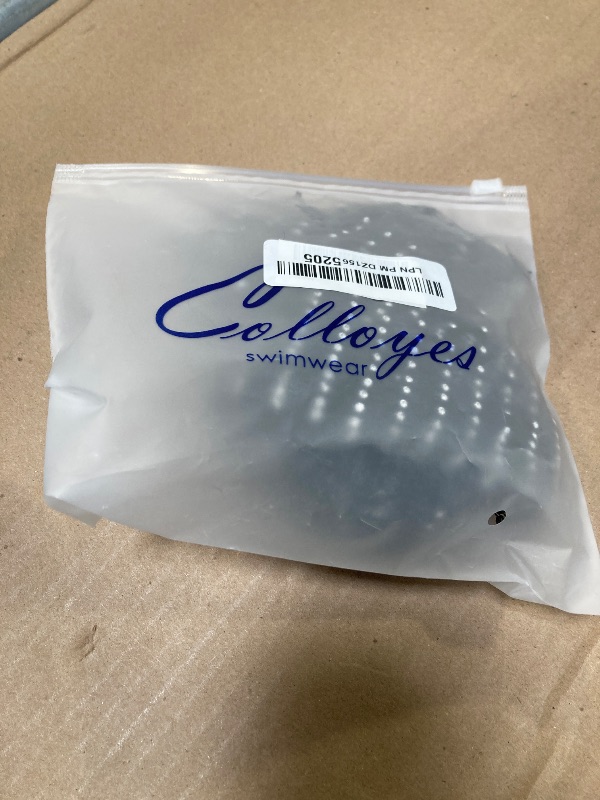 LPN PM DZ1565205
Colloyes
swimwear